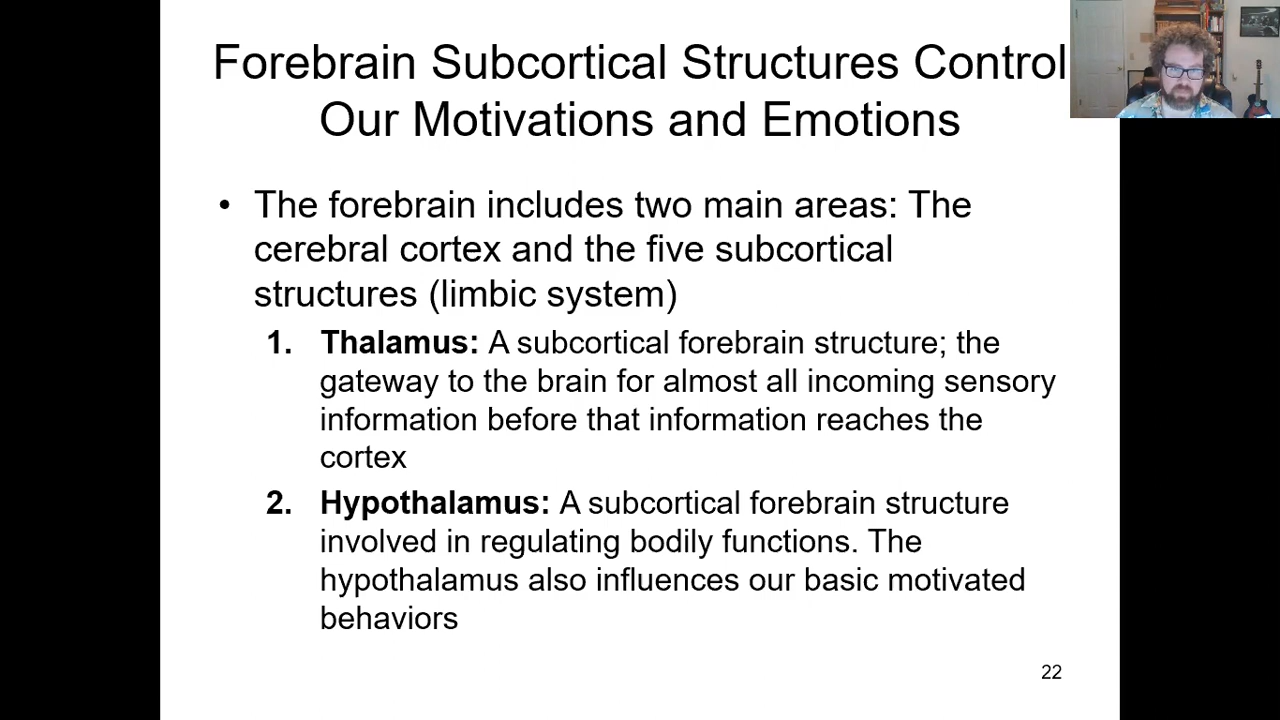 Forebrain Subcortical Structures Control
Our Motivations and Emotions
• The forebrain includes two main areas: The
cerebral cortex and the five subcortical
structures (limbic system)
1. Thalamus: A subcortical forebrain structure; the
gateway to the brain for almost all incoming sensory
information before that information reaches the
cortex
2. Hypothalamus: A subcortical forebrain structure
involved in regulating bodily functions. The
hypothalamus also influences our basic motivated
behaviors
22